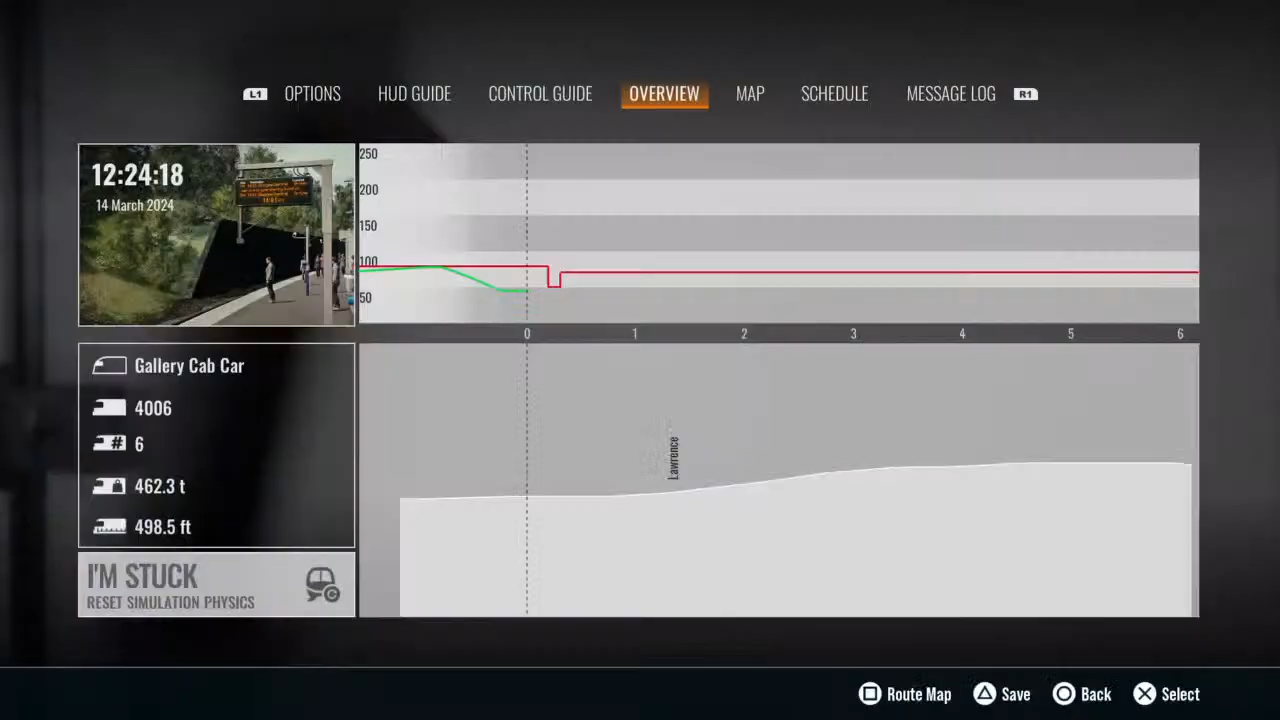 L1 OPTIONS HUD GUIDE CONTROL GUIDE OVERVIEW MAP SCHEDULE MESSAGE LOG R1
12:24:18
14 March 2024
250
200
150
100
50
0 1 2 3 4 5 6
Gallery Cab Car
4006
# 6
462.3 t
498.5 ft
Lawrence
I'M STUCK
RESET SIMULATION PHYSICS
Route Map Save Back Select